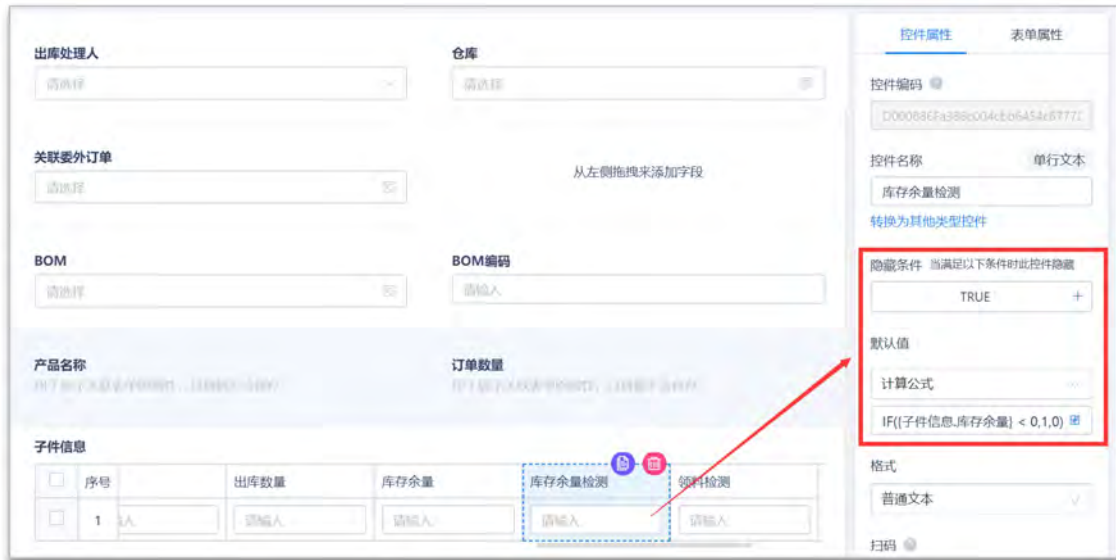 控件属性 表单属性
出库处理人 仓库
请选择 请选择
控件编码
关联委外订单
请选择
从左侧拖拽来添加字段
控件名称 单行文本
库存余量检测
转换为其他类型控件
BOM BOM编码
请选择 请输入
隐藏条件 当满足以下条件时此控件隐藏
TRUE
默认值
计算公式
IF({子件信息.库存余量} < 0,1,0)
产品名称 订单数量
子件信息
序号 出库数量 库存余量 库存余量检测 领料检测
1 请输入 请输入 请输入 请输入
格式
普通文本
扫码